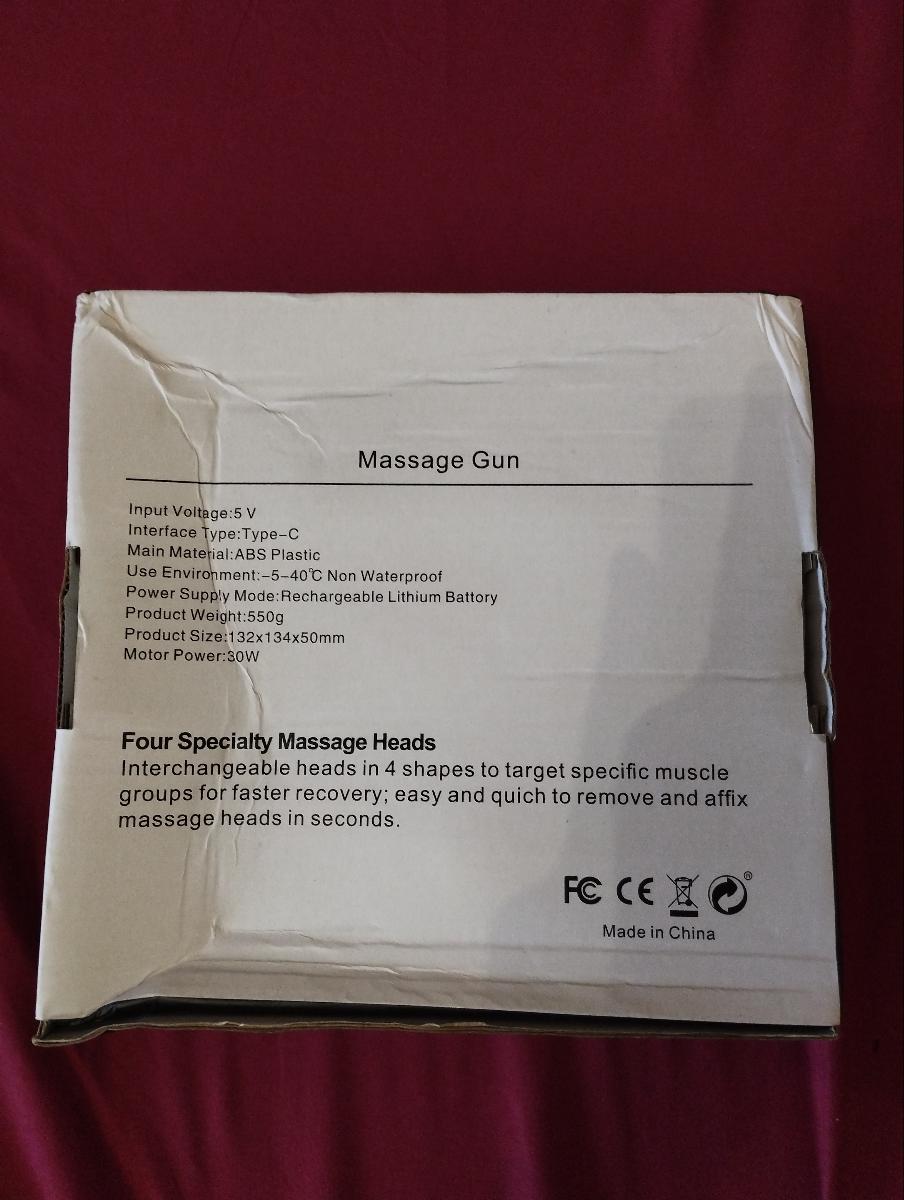 Massage Gun
Input Voltage:5 V
Interface Type:Type-C
Main Material:ABS Plastic
Use Environment:-5-40℃ Non Waterproof
Power Supply Mode:Rechargeable Lithium Battory
Product Weight:550g
Product Size:132x134x50mm
Motor Power:30W
Four Specialty Massage Heads
Interchangeable heads in 4 shapes to target specific muscle
groups for faster recovery; easy and quich to remove and affix
massage heads in seconds.
FC CE ®
Made in China